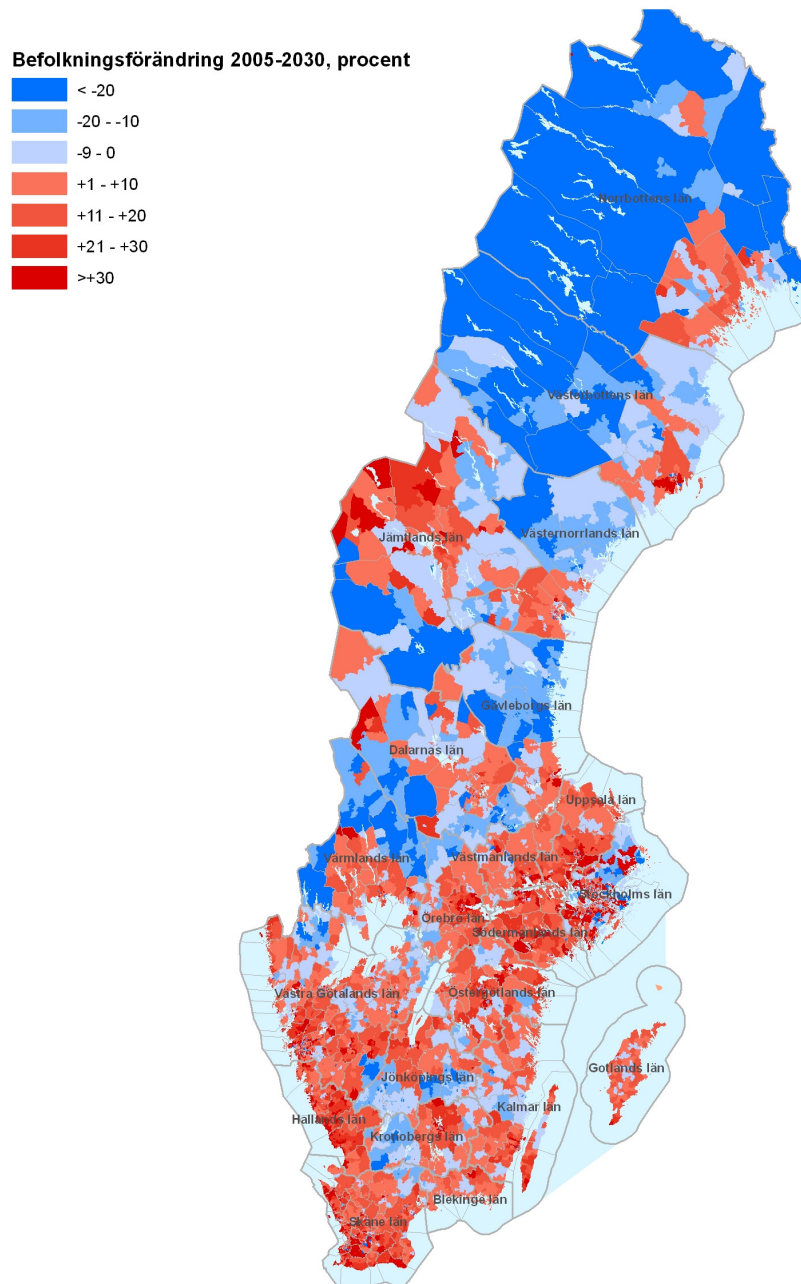 Befolkningsförändring 2005-2030, procent
< -20
-20 - -10
-9 - 0
+1 - +10
+11 - +20
+21 - +30
>+30
Norrbottens län
Västerbottens län
Västernorrlands län
Jämtlands län
Gävleborgs län
Dalarnas län
Uppsala län
Värmlands län
Västmanlands län
Stockholms län
Örebro län
Södermanlands län
Västra Götalands län
Östergötlands län
Gotlands län
Jönköpings län
Kalmar län
Hallands län
Kronobergs län
Blekinge län
Skåne län